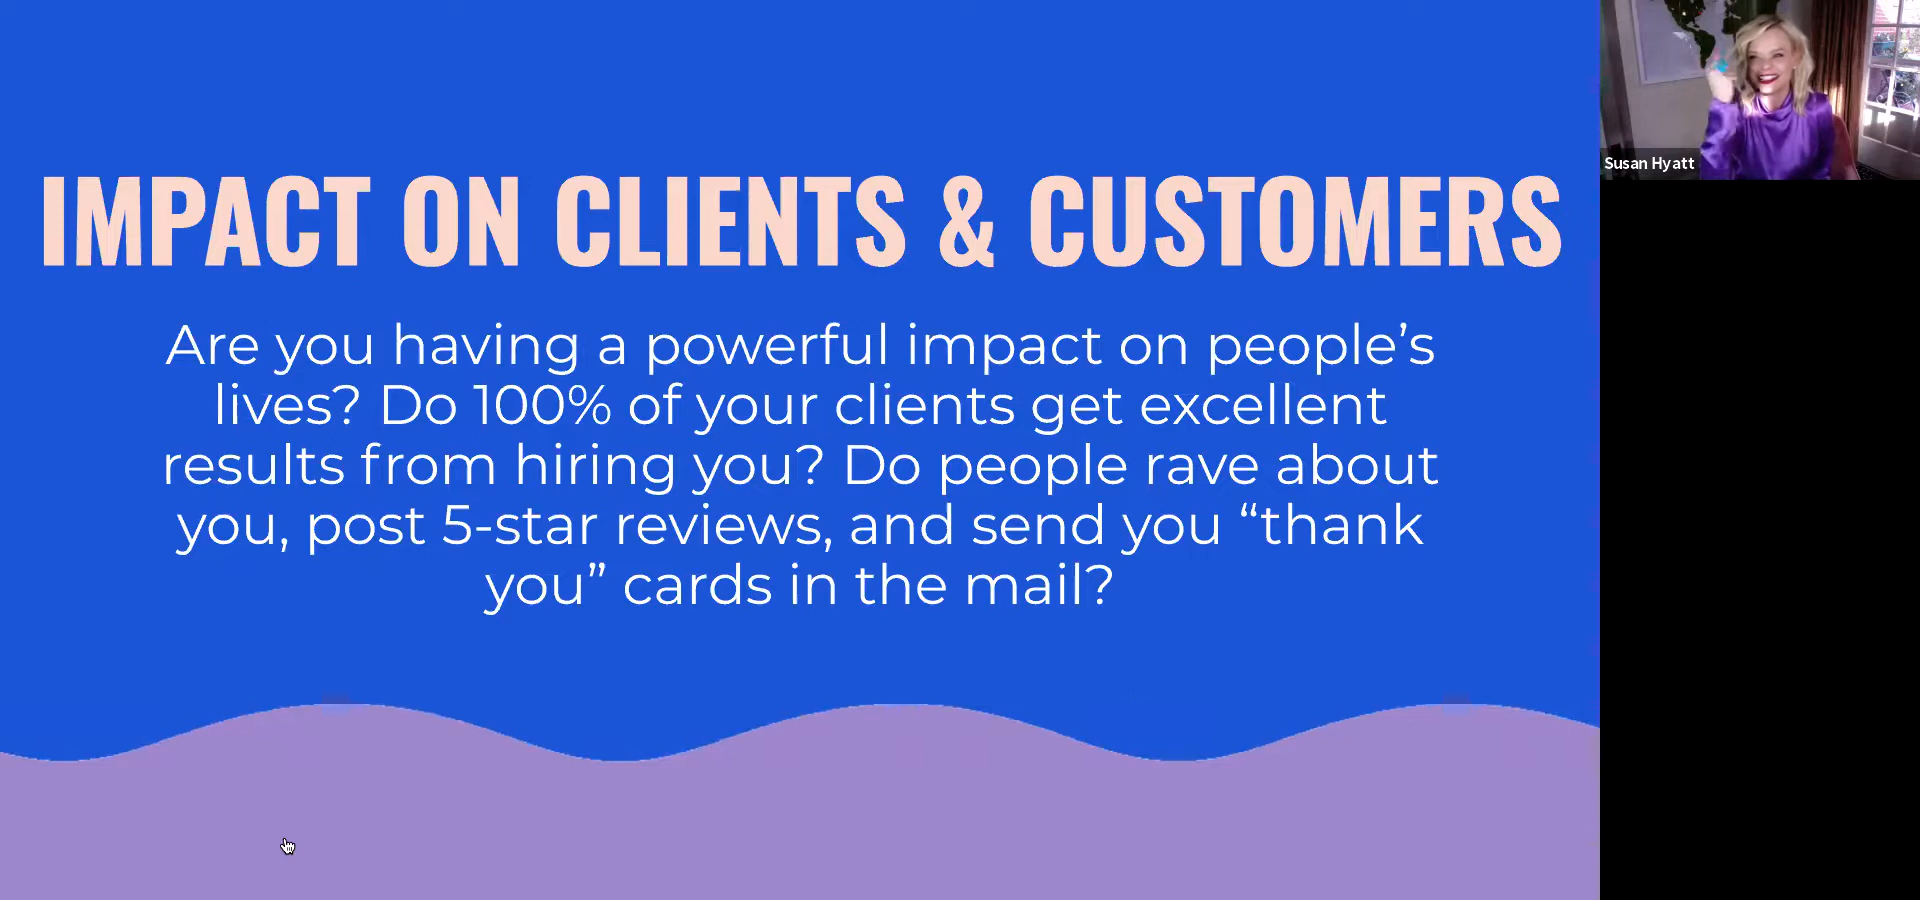 IMPACT ON CLIENTS & CUSTOMERS
Are you having a powerful impact on people’s
lives? Do 100% of your clients get excellent
results from hiring you? Do people rave about
you, post 5-star reviews, and send you “thank
you” cards in the mail?
Susan Hyatt